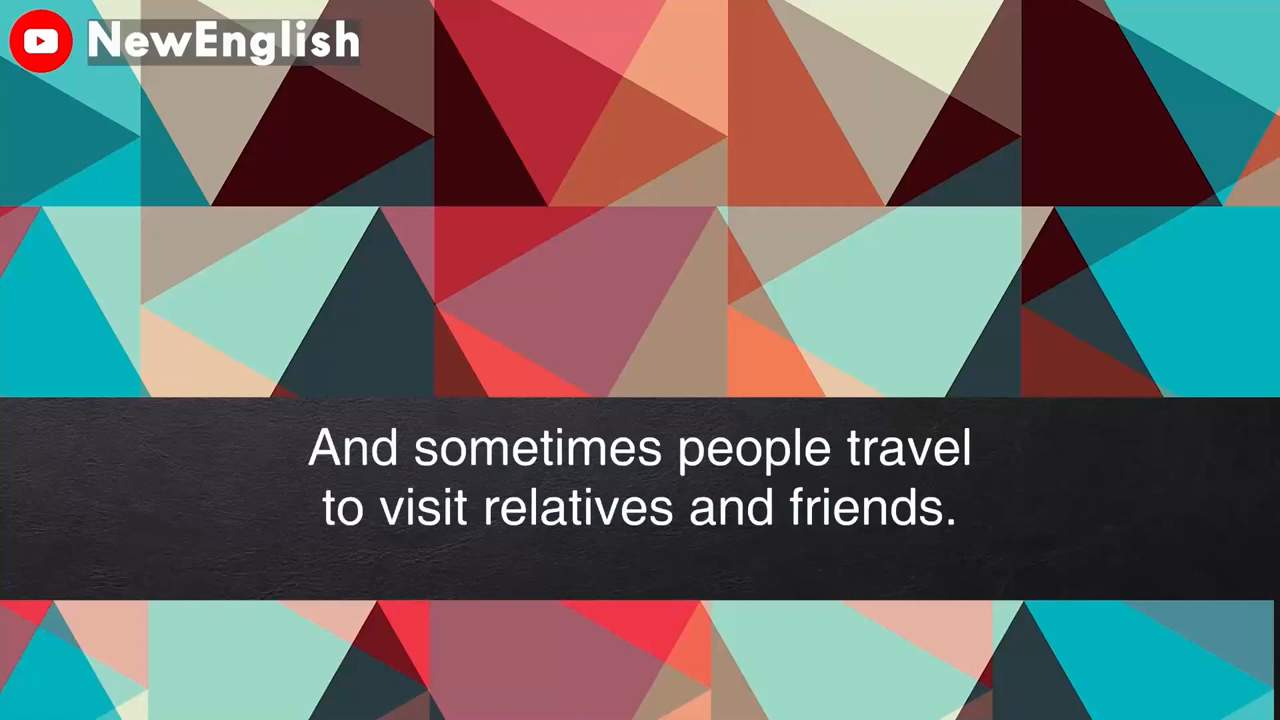 NewEnglish
And sometimes people travel
to visit relatives and friends.